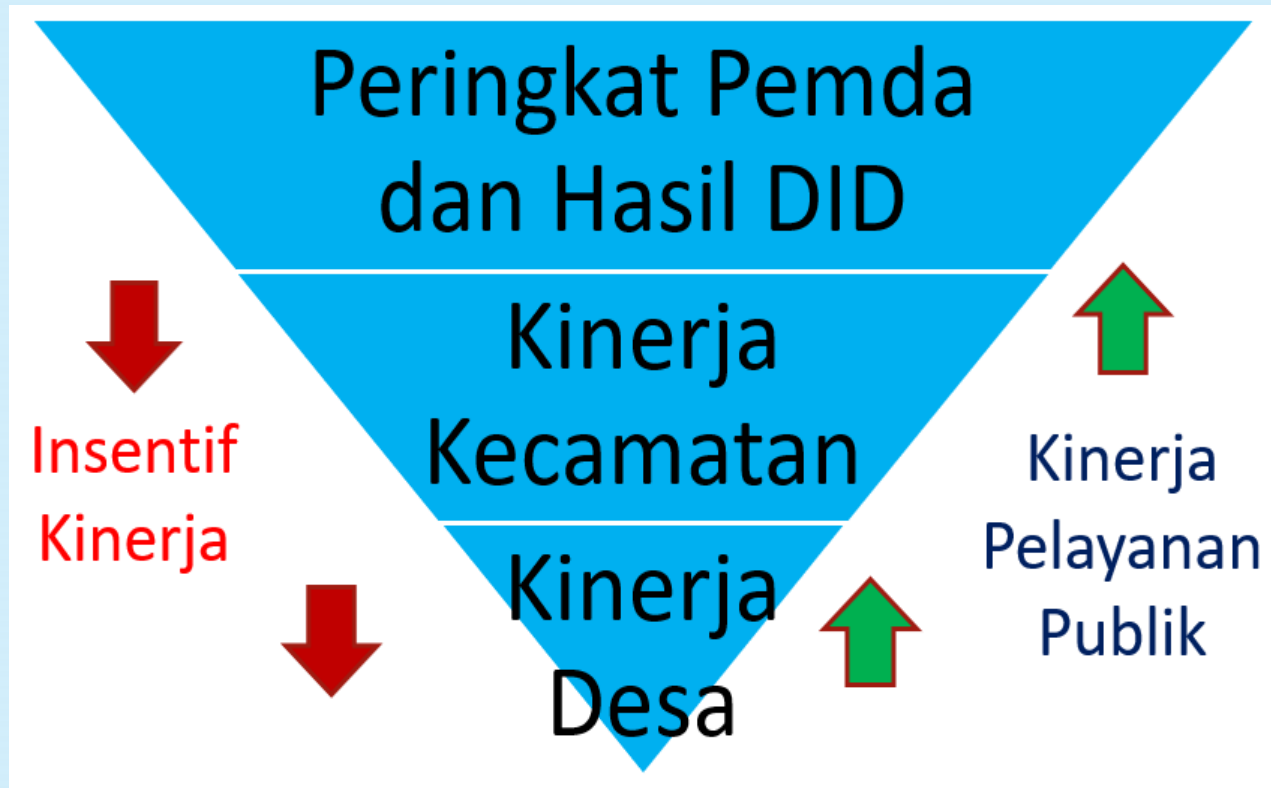 Peringkat Pemda
dan Hasil DID
Kinerja
Kecamatan
Kinerja
Desa
Insentif
Kinerja
Kinerja
Pelayanan
Publik